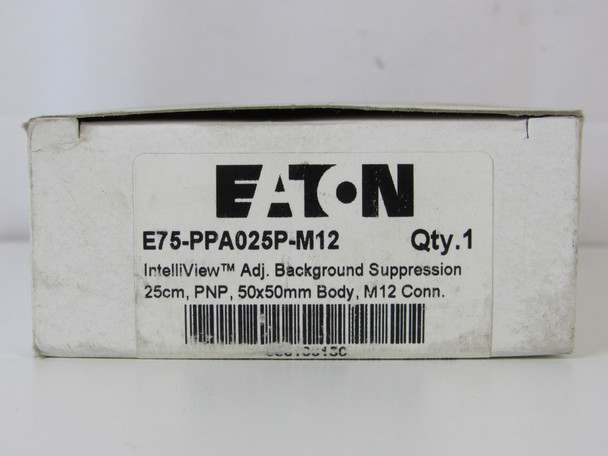 EATON
E75-PPA025P-M12 Qty.1
IntelliView™ Adj. Background Suppression
25cm, PNP, 50x50mm Body, M12 Conn.